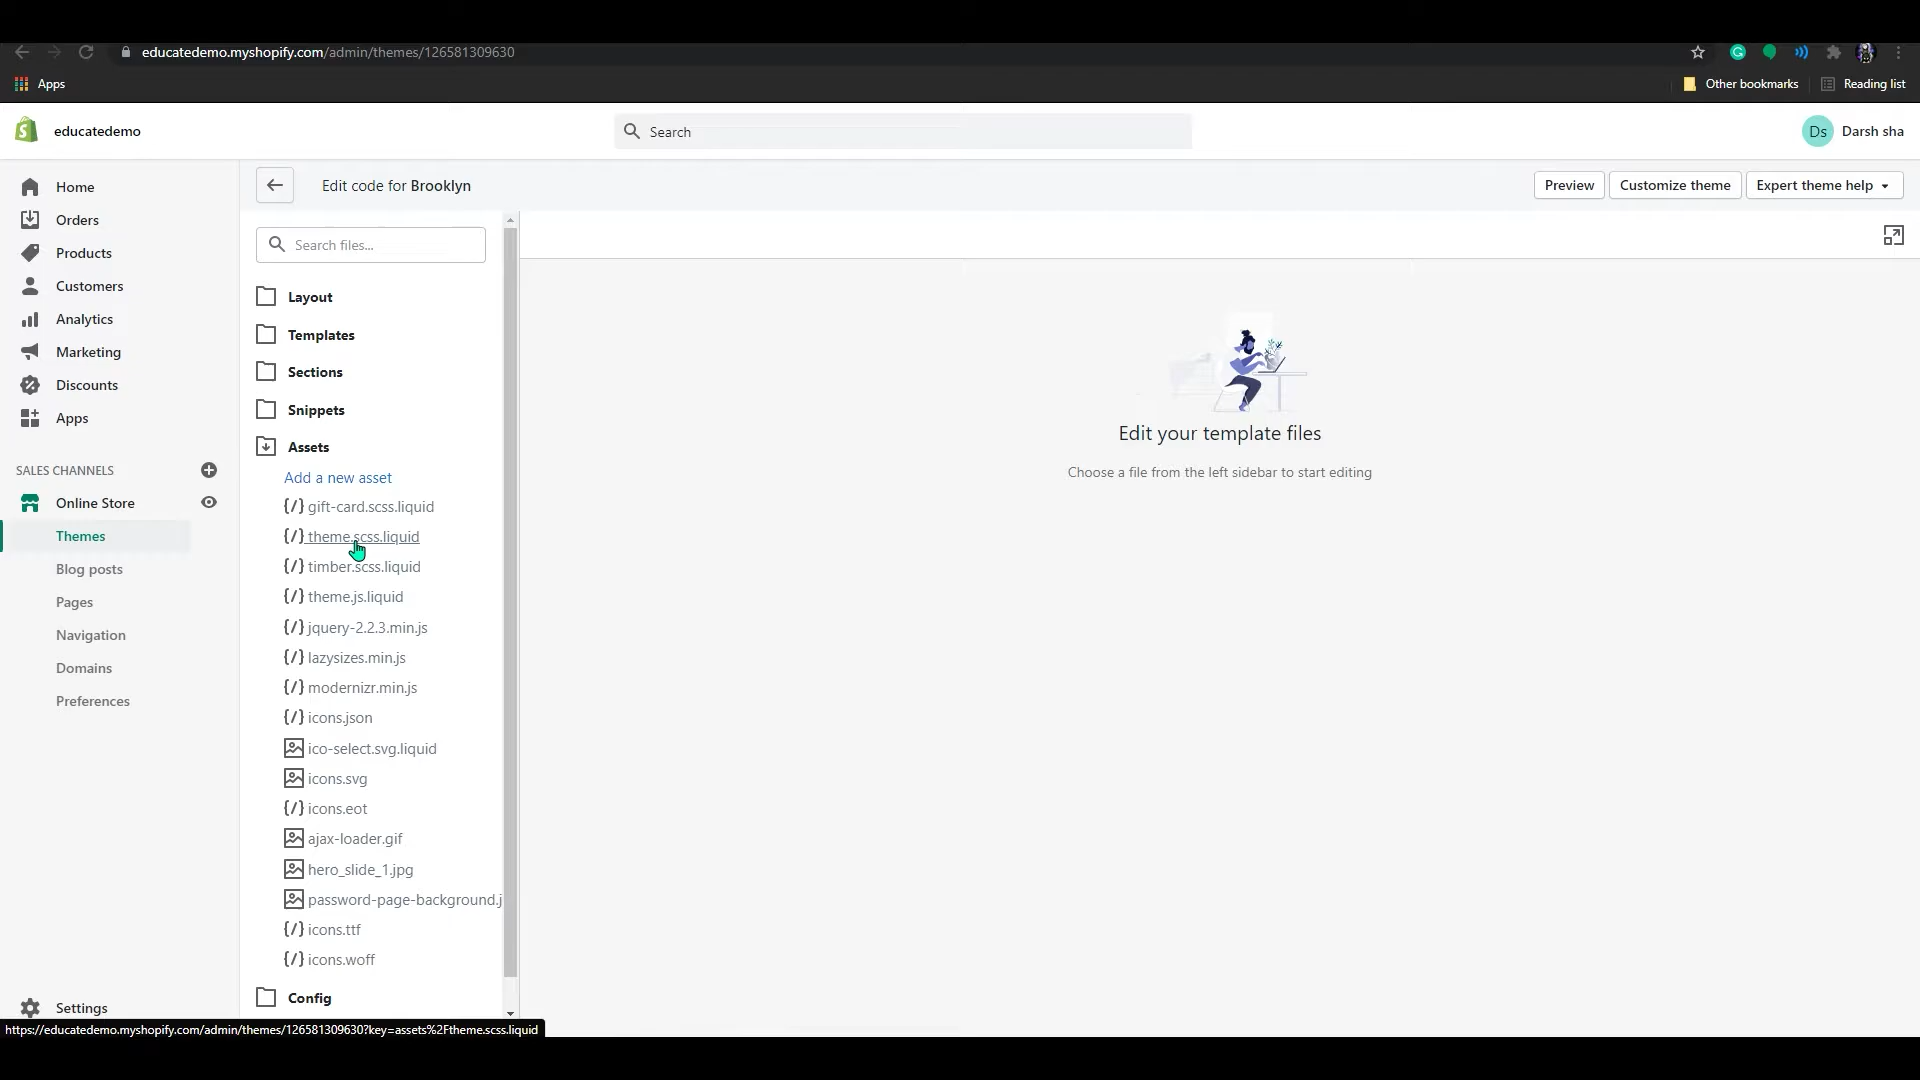 educatedemo.myshopify.com/admin/themes/126581309630
Apps
Other bookmarks
Reading list
educatedemo
Search
Ds
Darsh sha
Home
Orders
Products
Customers
Analytics
Marketing
Discounts
Apps
SALES CHANNELS
Online Store
Themes
Blog posts
Pages
Navigation
Domains
Preferences
Settings
Edit code for Brooklyn
Preview
Customize theme
Expert theme help
Search files...
Layout
Templates
Sections
Snippets
Assets
Add a new asset
{/} gift-card.scss.liquid
{/} theme.scss.liquid
{/} timber.scss.liquid
{/} theme.js.liquid
{/} jquery-2.2.3.min.js
{/} lazysizes.min.js
{/} modernizr.min.js
{/} icons.json
ico-select.svg.liquid
icons.svg
{/} icons.eot
ajax-loader.gif
hero_slide_1.jpg
password-page-background.j
{/} icons.ttf
{/} icons.woff
Config
Edit your template files
Choose a file from the left sidebar to start editing
https://educatedemo.myshopify.com/admin/themes/126581309630?key=assets%2Ftheme.scss.liquid